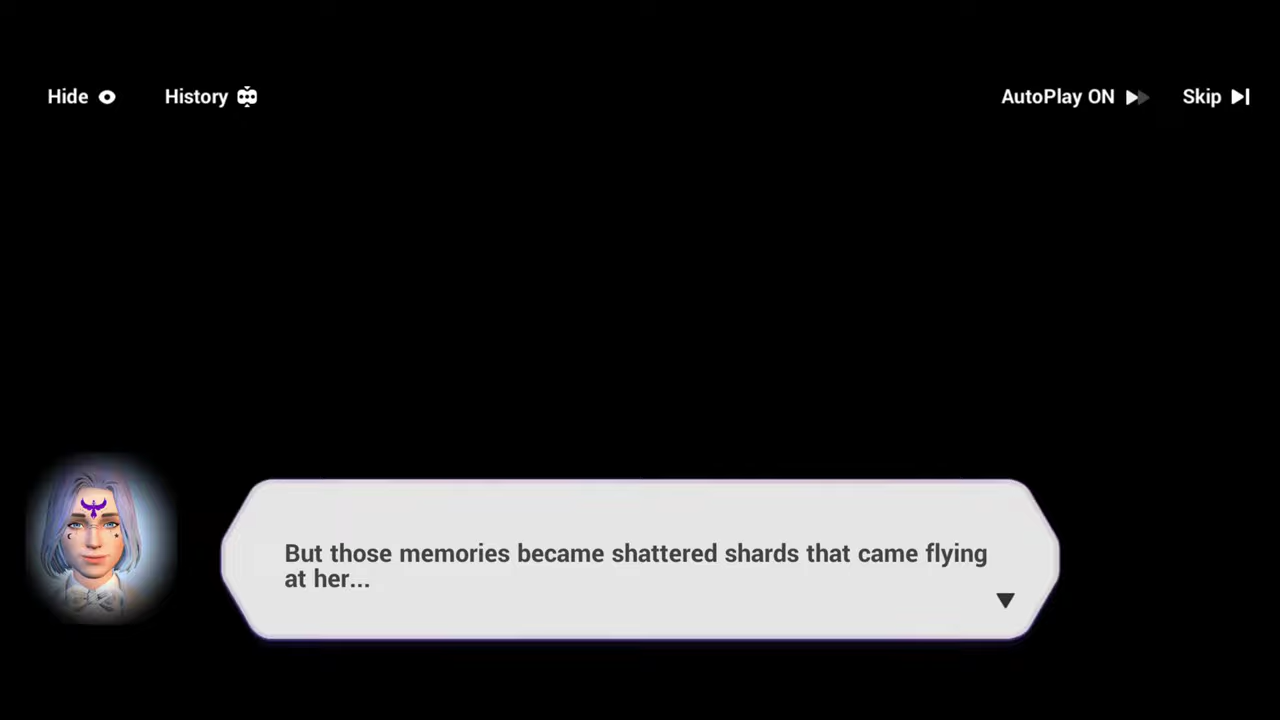 Hide
History
AutoPlay ON
Skip
But those memories became shattered shards that came flying
at her...